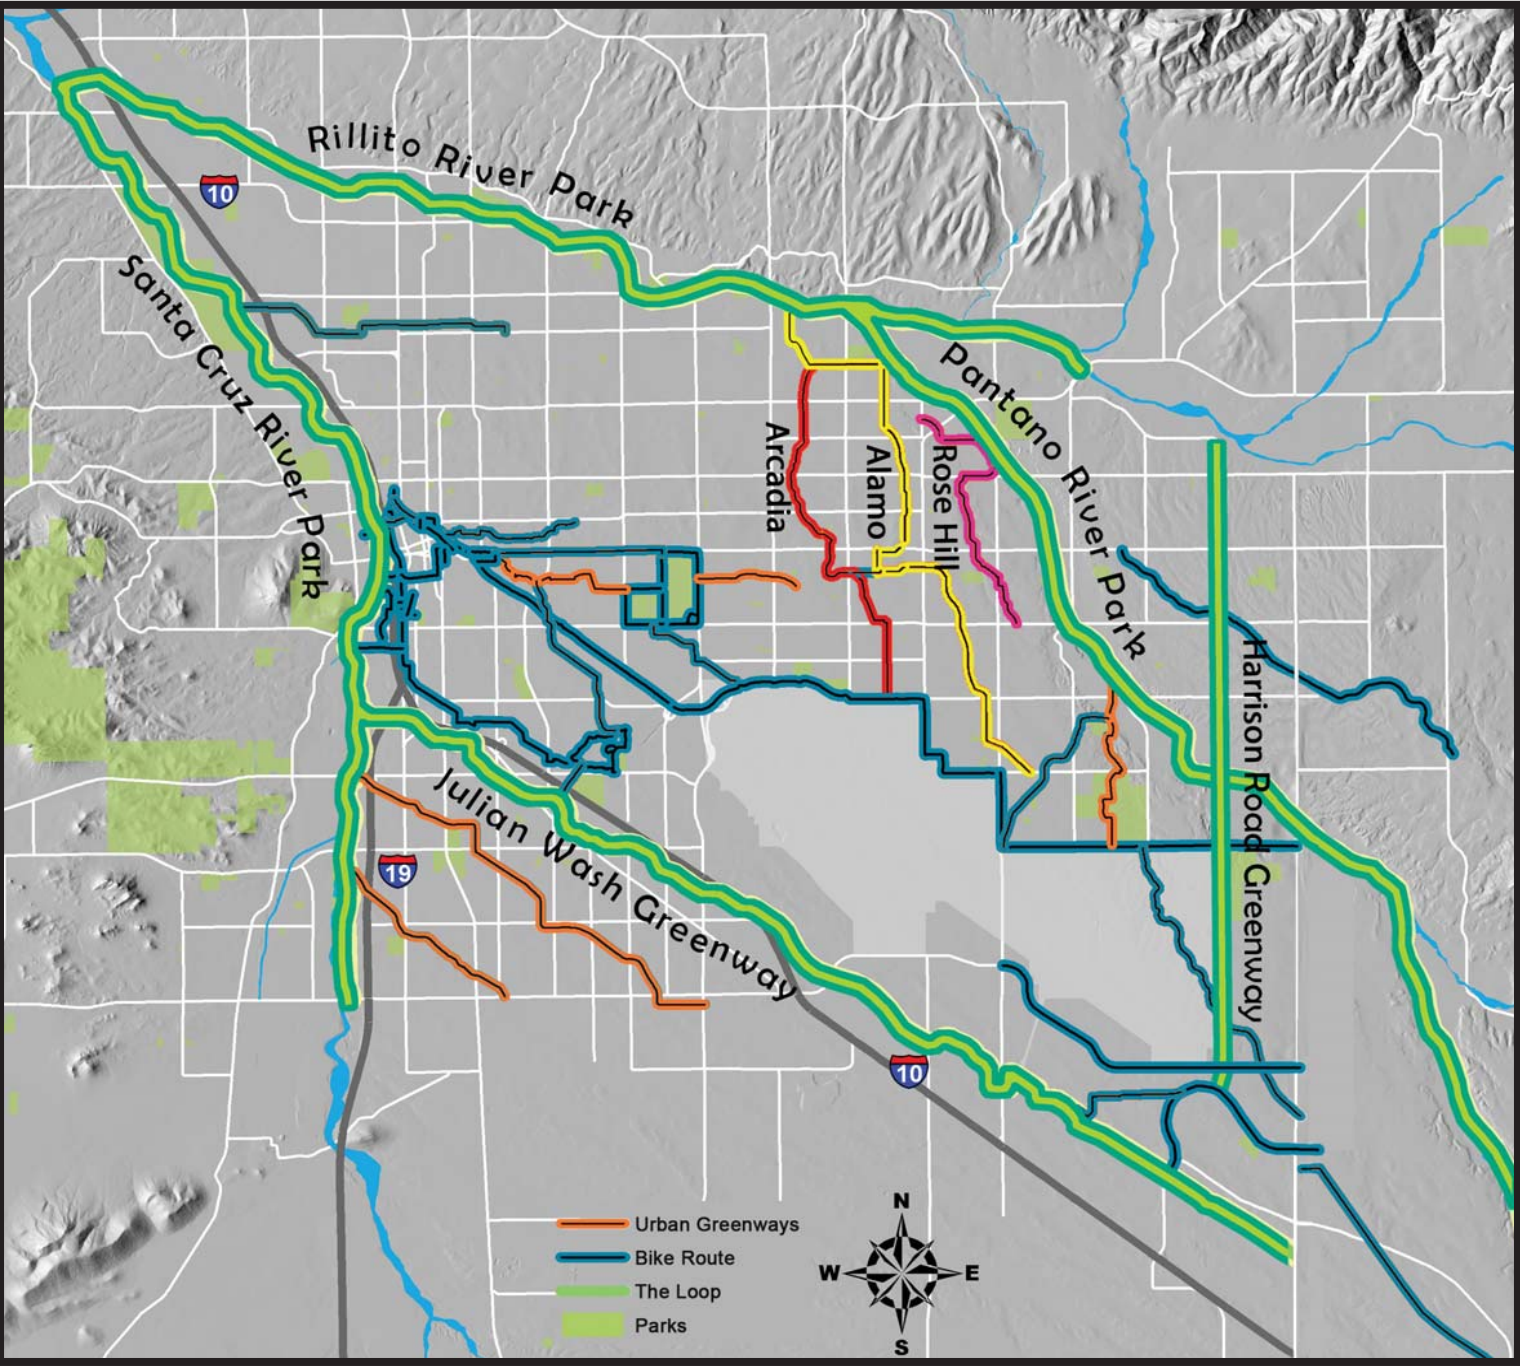 Rillito River Park
10
Santa Cruz River Park
Pantano River Park
Arcadia
Alamo
Rose Hill
Harrison Road Greenway
Julian Wash Greenway
19
10
Urban Greenways
Bike Route
The Loop
Parks
N
W
E
S